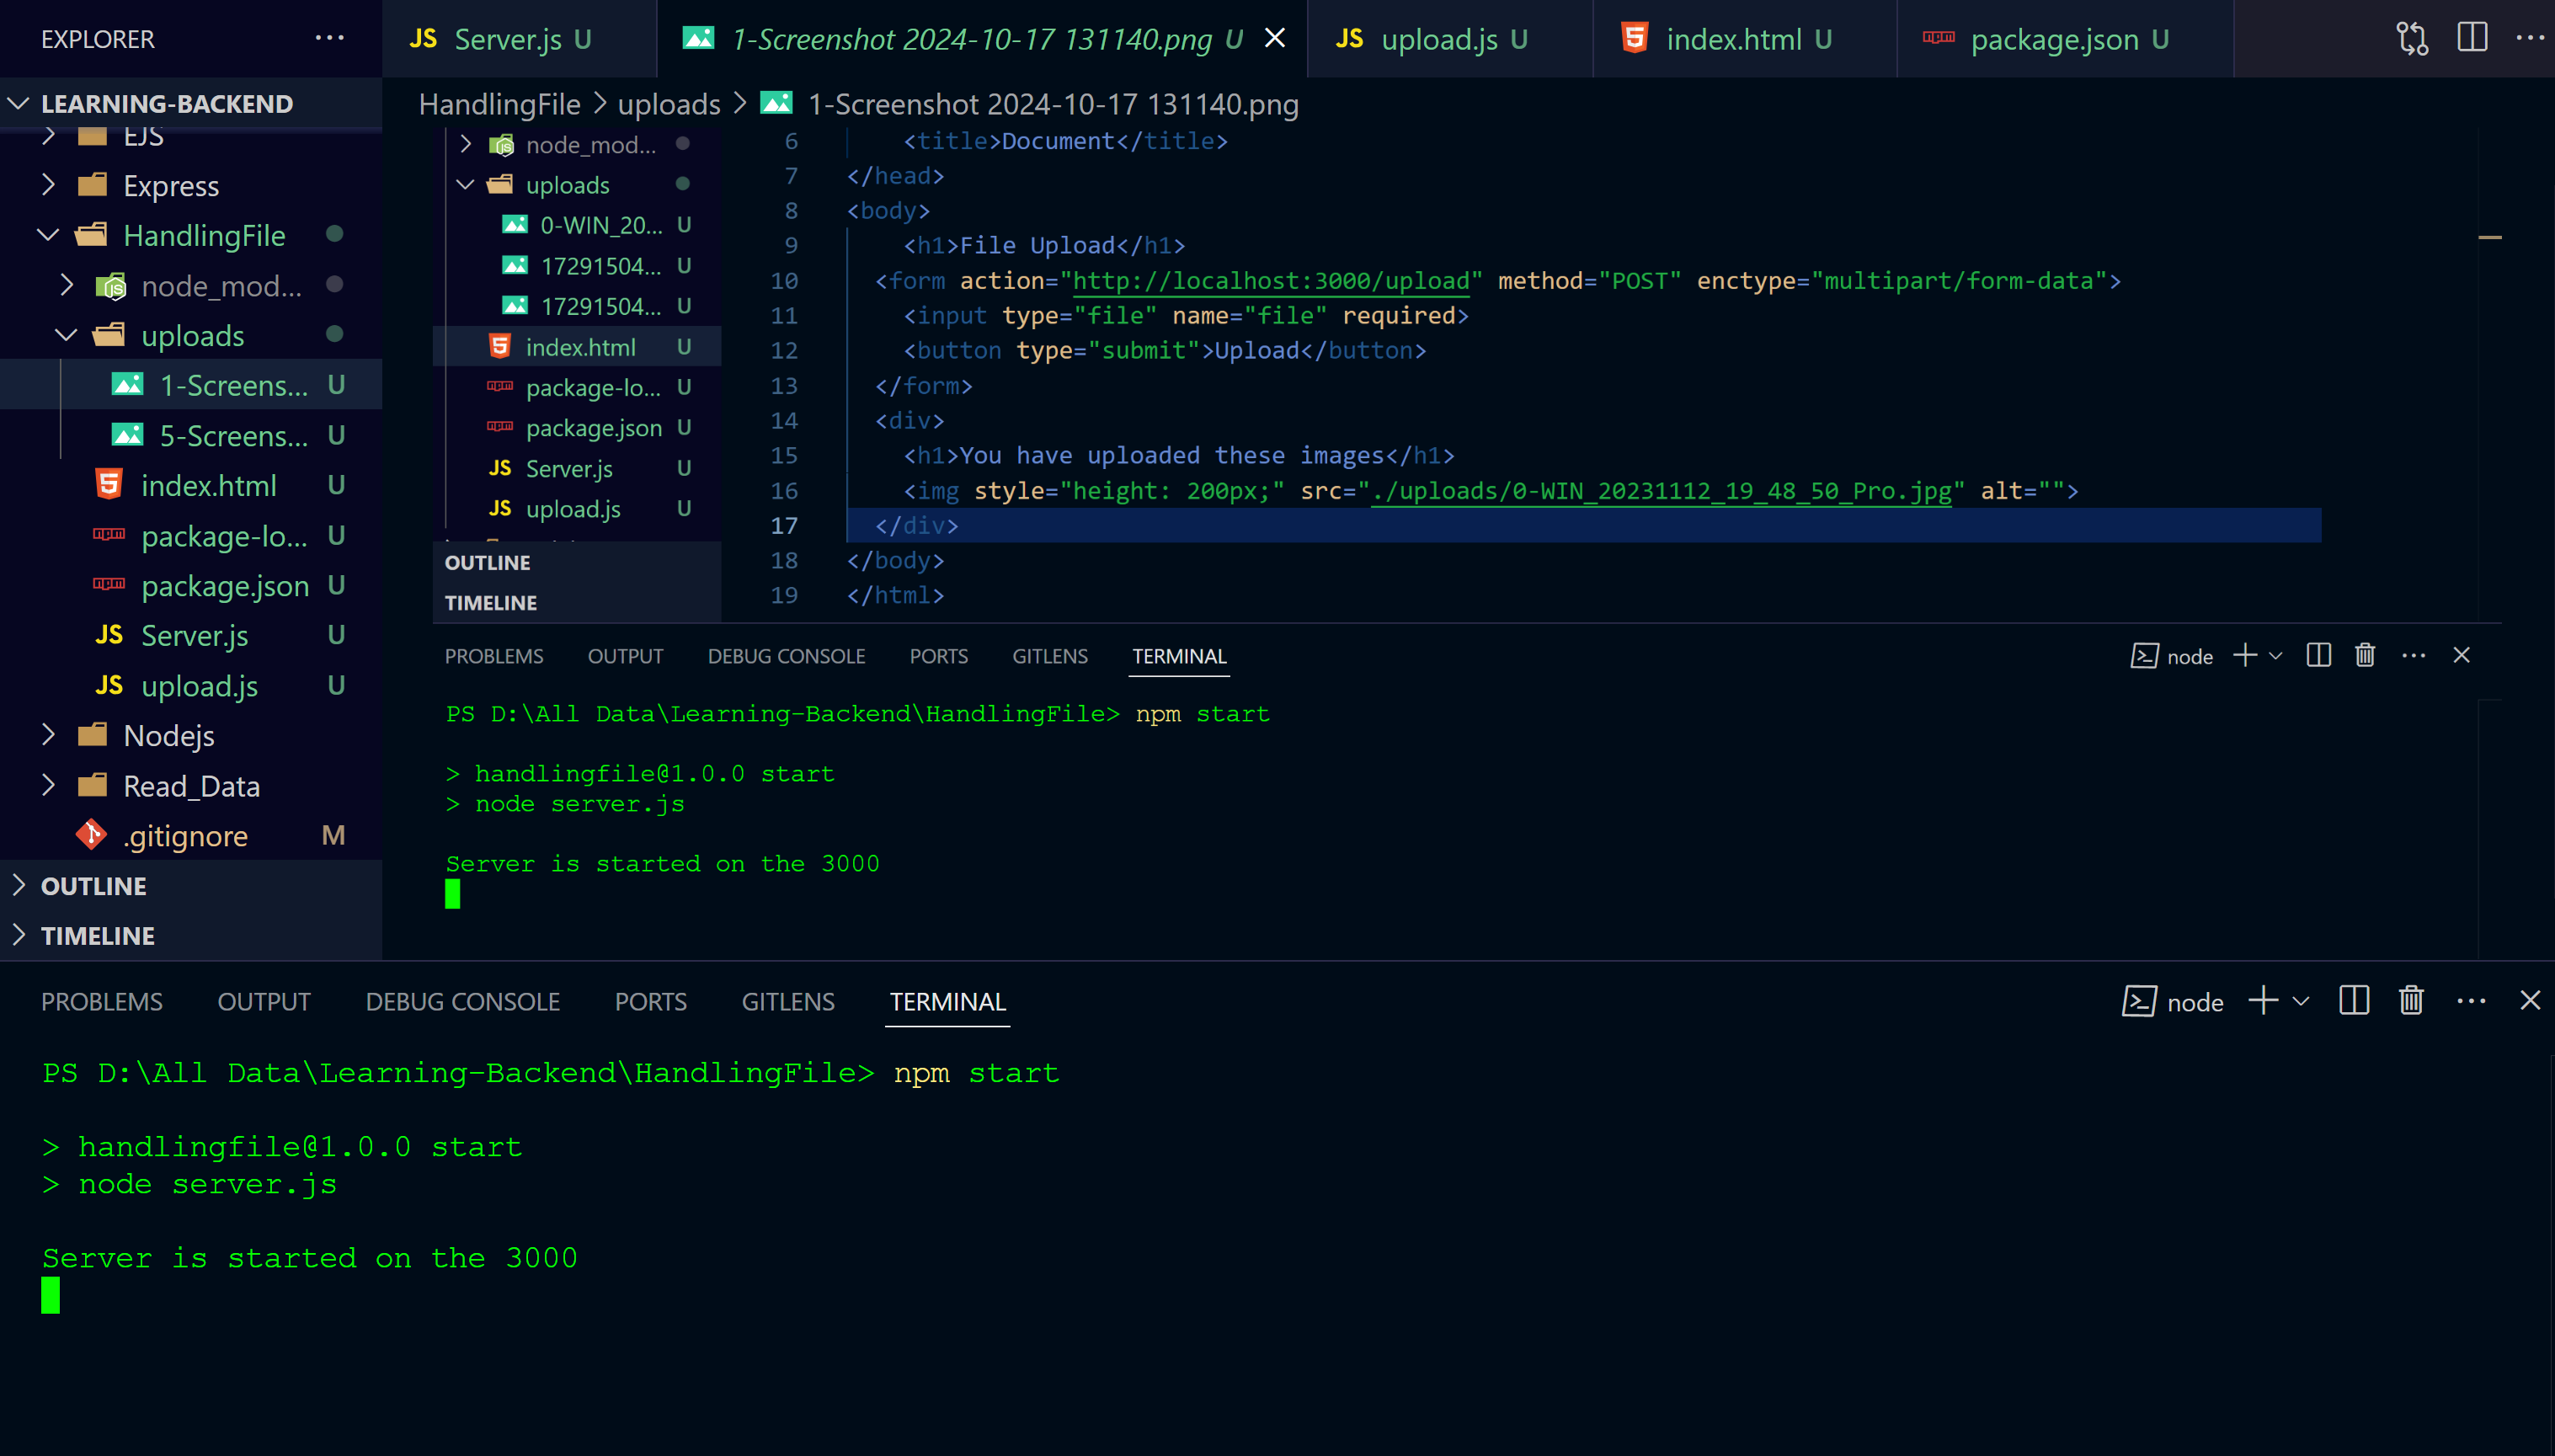 EXPLORER ...
JS Server.js U
1-Screenshot 2024-10-17 131140.png U
JS upload.js U
index.html U
package.json U
LEARNING-BACKEND
EJS
Express
HandlingFile
node_mod...
uploads
1-Screens... U
5-Screens... U
index.html U
package-lo... U
package.json U
JS Server.js U
JS upload.js U
Nodejs
Read_Data
.gitignore M
OUTLINE
TIMELINE
HandlingFile > uploads > 1-Screenshot 2024-10-17 131140.png
node_mod...
uploads
0-WIN_20... U
17291504... U
17291504... U
index.html U
package-lo... U
package.json U
JS Server.js U
JS upload.js U
OUTLINE
TIMELINE
6 <title>Document</title>
7 </head>
8 <body>
9 <h1>File Upload</h1>
10 <form action="http://localhost:3000/upload" method="POST" enctype="multipart/form-data">
11 <input type="file" name="file" required>
12 <button type="submit">Upload</button>
13 </form>
14 <div>
15 <h1>You have uploaded these images</h1>
16 <img style="height: 200px;" src="./uploads/0-WIN_20231112_19_48_50_Pro.jpg" alt="">
17 </div>
18 </body>
19 </html>
PROBLEMS OUTPUT DEBUG CONSOLE PORTS GITLENS TERMINAL node
PS D:\All Data\Learning-Backend\HandlingFile> npm start
> handlingfile@1.0.0 start
> node server.js
Server is started on the 3000
PROBLEMS OUTPUT DEBUG CONSOLE PORTS GITLENS TERMINAL node
PS D:\All Data\Learning-Backend\HandlingFile> npm start
> handlingfile@1.0.0 start
> node server.js
Server is started on the 3000